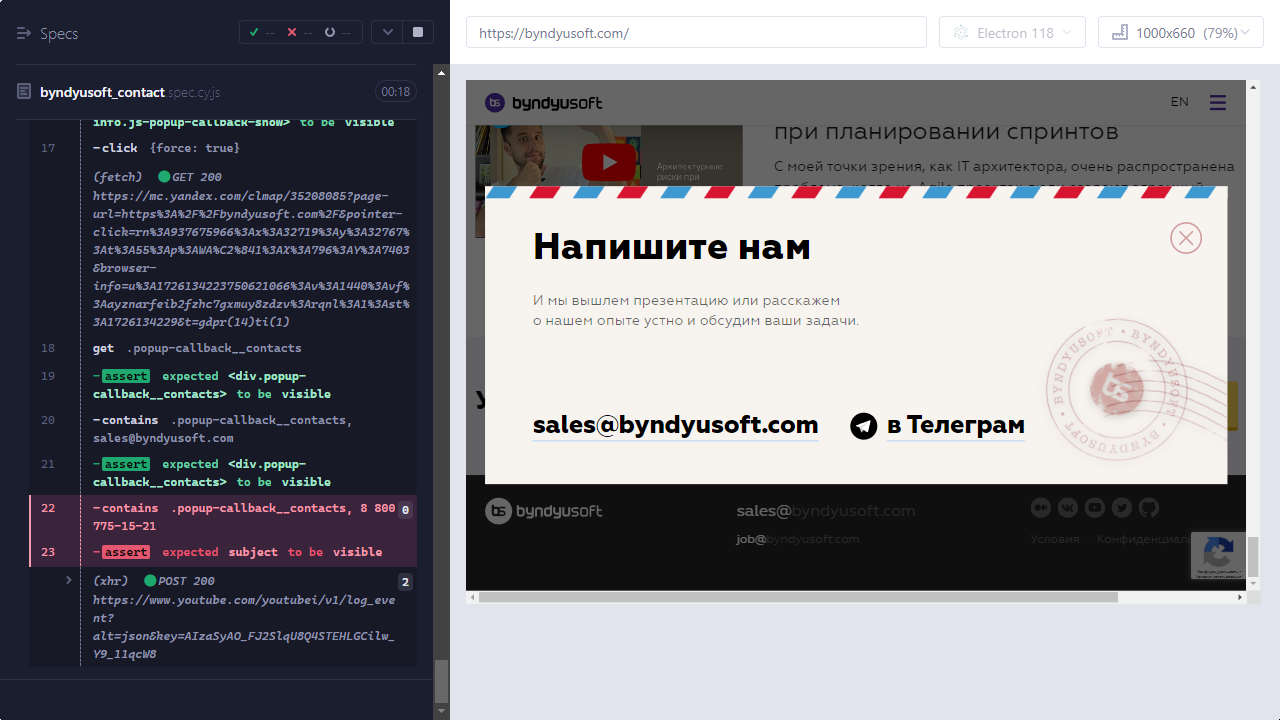 Specs
-- -- --
byndyusoft_contact spec.cy.js 00:18
info.js-popup-callback-show> to be visible
17 -click {force: true}
(fetch) GET 200
https://mc.yandex.com/clmap/35208085?page-
url=https%3A%2F%2Fbyndyusoft.com%2F&pointer-
click=rn%3A937675966%3Ax%3A32719%3Ay%3A32767%
3At%3A55%3Ap%3AWA%C2%841%3AX%3A796%3AY%3A7403
&browser-
info=u%3A1726134223750621066%3Av%3A1440%3Avf%
3Aayznarfeib2fzhc7gxmuy8zdzv%3Arqnl%3A1%3Ast%
3A1726134229&t=gdpr(14)ti(1)
18 get .popup-callback__contacts
19 -assert expected <div.popup-
callback__contacts> to be visible
20 -contains .popup-callback__contacts,
sales@byndyusoft.com
21 -assert expected <div.popup-
callback__contacts> to be visible
22 -contains .popup-callback__contacts, 8 800 0
775-15-21
23 -assert expected subject to be visible
(xhr) POST 200 2
https://www.youtube.com/youtubei/v1/log_eve
nt?
alt=json&key=AIzaSyAO_FJ2SlqU8Q4STEHLGCilw_
Y9_11qcW8
https://byndyusoft.com/
Electron 118
1000x660 (79%)
byndyusoft
EN
при планировании спринтов
С моей точки зрения, как IT архитектора, очень распространена
Архитектурные
риски при
Напишите нам
И мы вышлем презентацию или расскажем
о нашем опыте устно и обсудим ваши задачи.
sales@byndyusoft.com
в Телеграм
BYNDYUSOFT • BYNDYUSOFT • BYNDYUSOFT •
byndyusoft
sales@byndyusoft.com
job@byndyusoft.com
Условия · Конфиденциаль